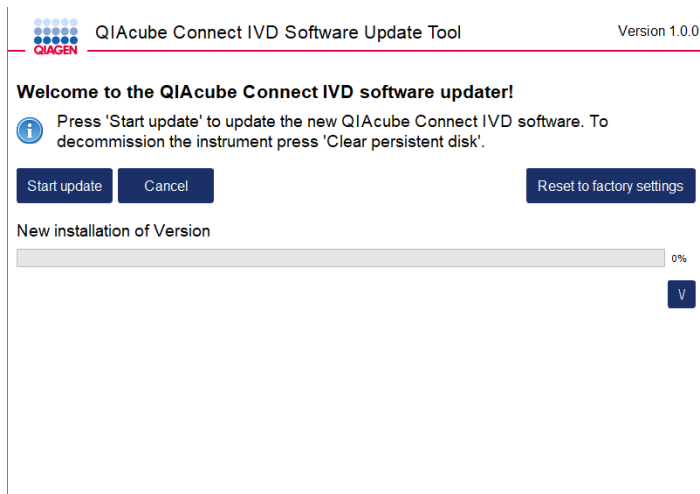 QIAGEN
QIAcube Connect IVD Software Update Tool
Version 1.0.0
Welcome to the QIAcube Connect IVD software updater!
i
Press 'Start update' to update the new QIAcube Connect IVD software. To
decommission the instrument press 'Clear persistent disk'.
Start update
Cancel
Reset to factory settings
New installation of Version
0%
V